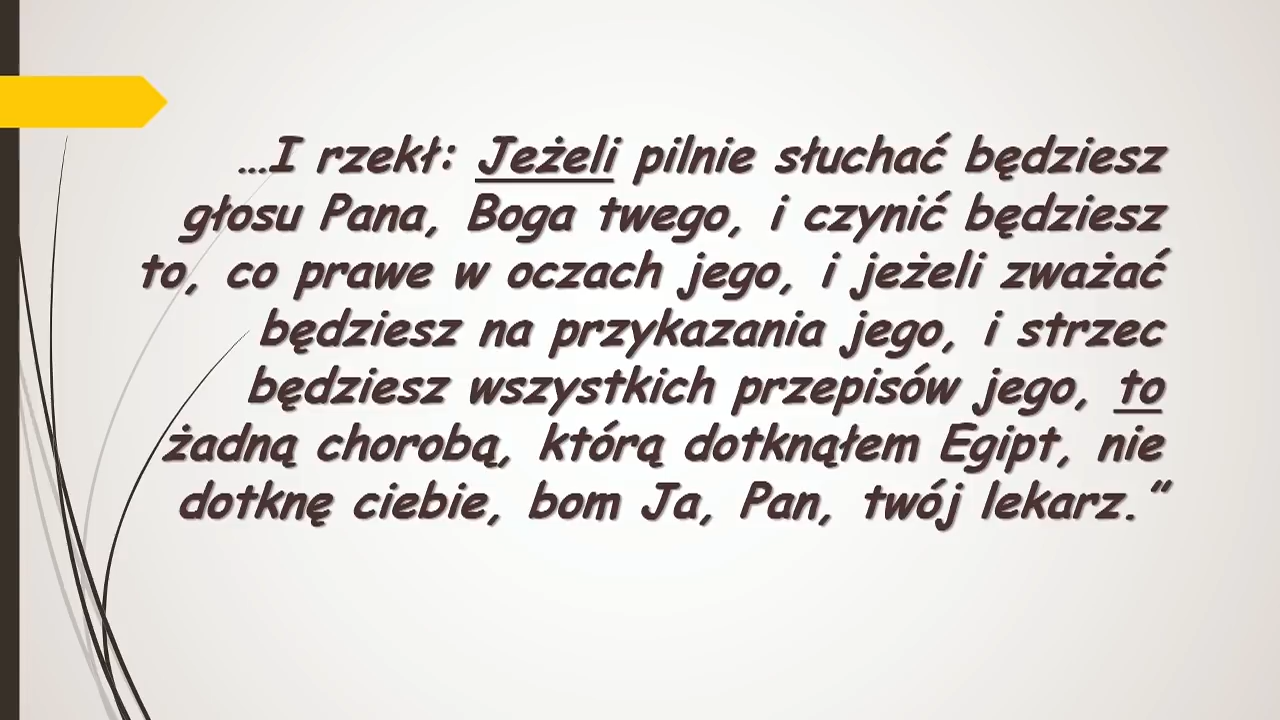 …I rzekł: Jeżeli pilnie słuchać będziesz
głosu Pana, Boga twego, i czynić będziesz
to, co prawe w oczach jego, i jeżeli zważać
będziesz na przykazania jego, i strzec
będziesz wszystkich przepisów jego, to
żadną chorobą, którą dotknąłem Egipt, nie
dotknę ciebie, bom Ja, Pan, twój lekarz.”